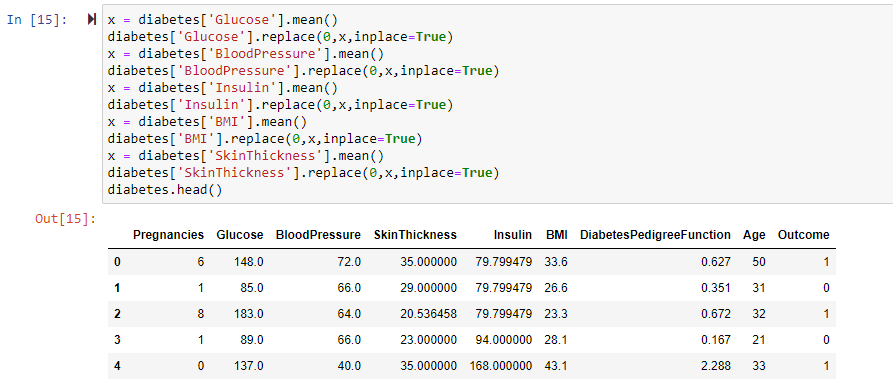 In [15]: x = diabetes['Glucose'].mean()
diabetes['Glucose'].replace(0,x,inplace=True)
x = diabetes['BloodPressure'].mean()
diabetes['BloodPressure'].replace(0,x,inplace=True)
x = diabetes['Insulin'].mean()
diabetes['Insulin'].replace(0,x,inplace=True)
x = diabetes['BMI'].mean()
diabetes['BMI'].replace(0,x,inplace=True)
x = diabetes['SkinThickness'].mean()
diabetes['SkinThickness'].replace(0,x,inplace=True)
diabetes.head()
Out[15]:
Pregnancies Glucose BloodPressure SkinThickness Insulin BMI DiabetesPedigreeFunction Age Outcome
0 6 148.0 72.0 35.000000 79.799479 33.6 0.627 50 1
1 1 85.0 66.0 29.000000 79.799479 26.6 0.351 31 0
2 8 183.0 64.0 20.536458 79.799479 23.3 0.672 32 1
3 1 89.0 66.0 23.000000 94.000000 28.1 0.167 21 0
4 0 137.0 40.0 35.000000 168.000000 43.1 2.288 33 1